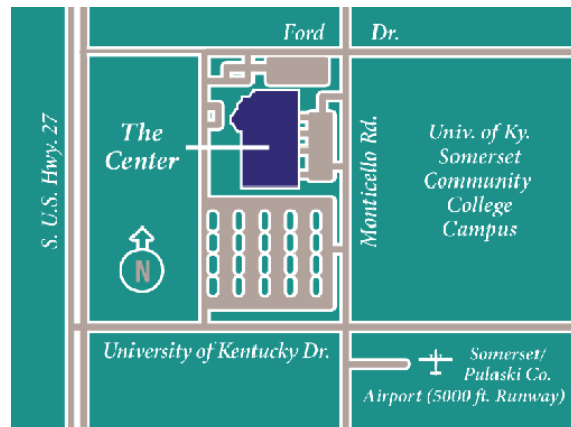 Ford Dr.
S. U.S. Hwy. 27
The
Center
Monticello Rd.
Univ. of Ky.
Somerset
Community
College
Campus
N
University of Kentucky Dr.
Somerset/
Pulaski Co.
Airport (5000 ft. Runway)